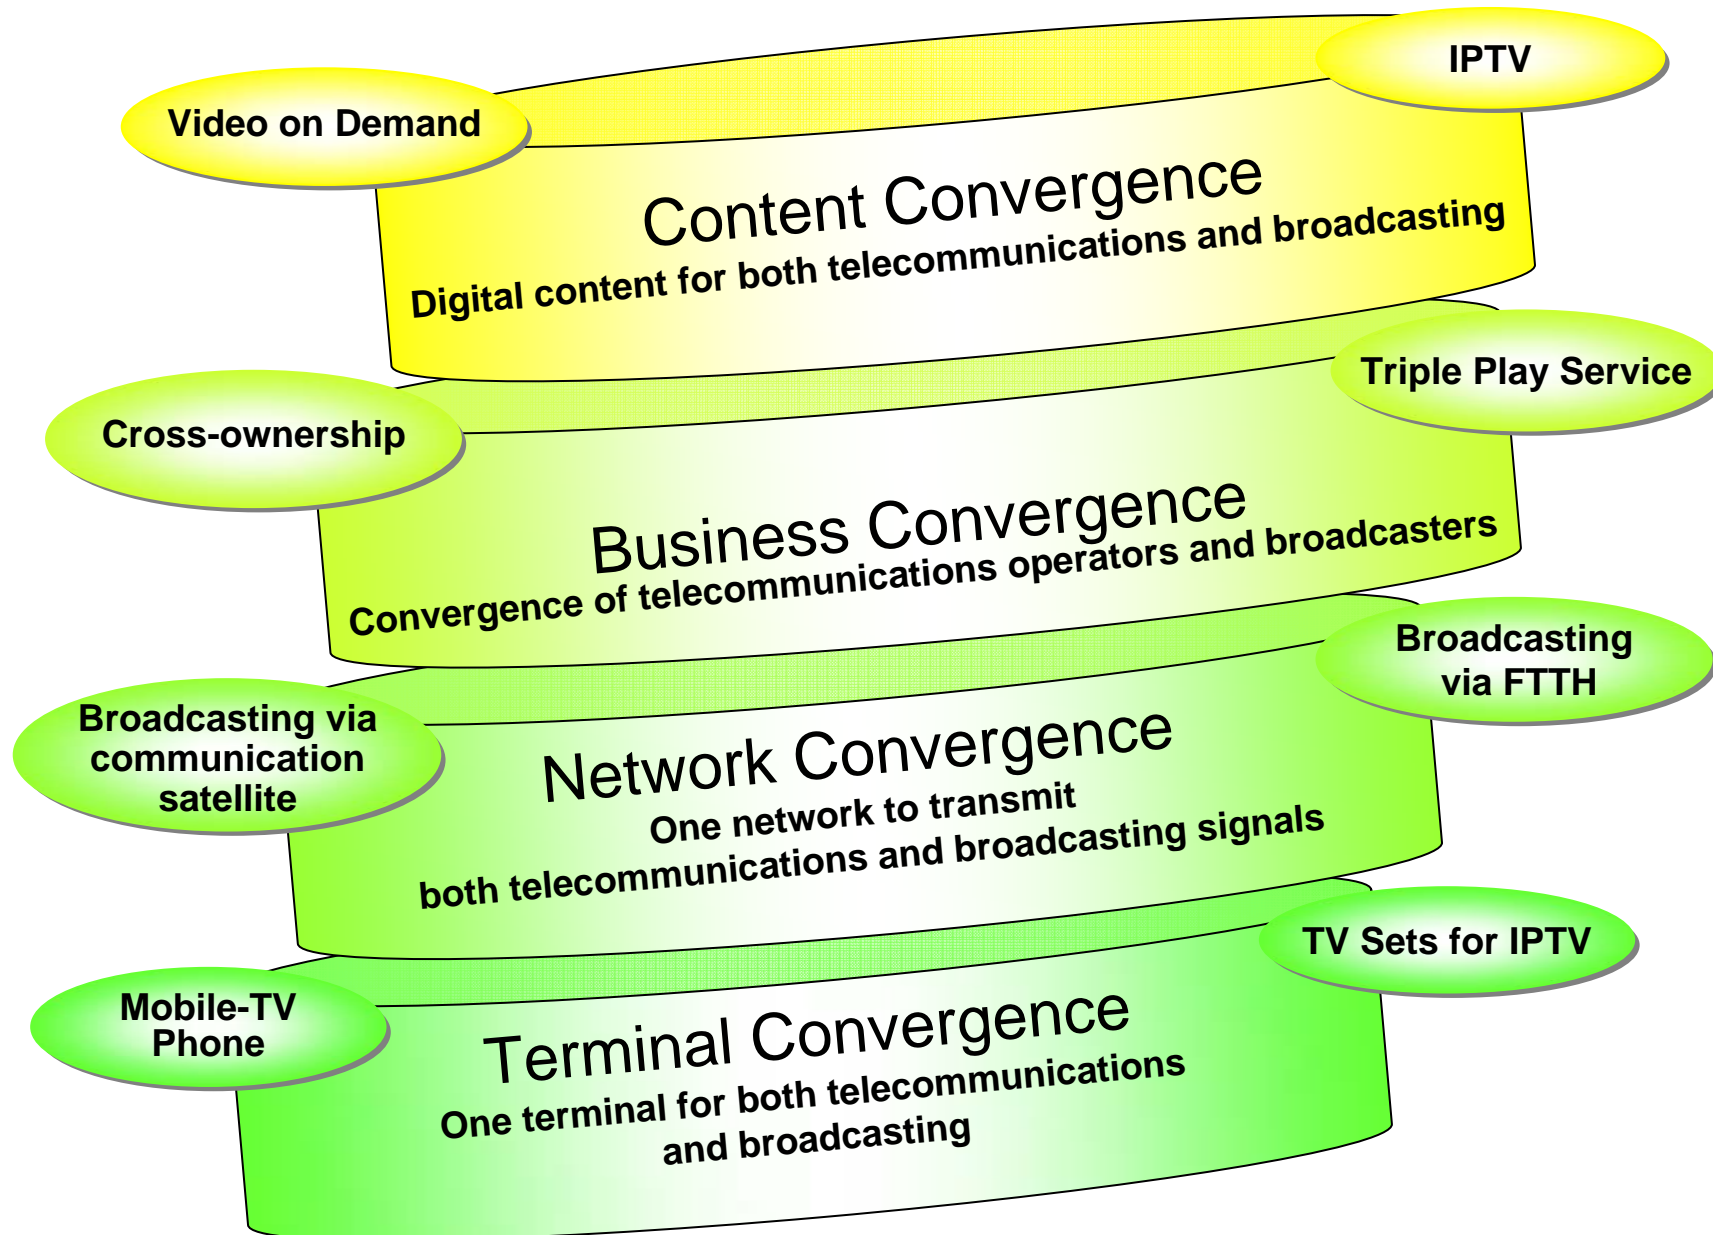 IPTV
Video on Demand
Content Convergence
Digital content for both telecommunications and broadcasting
Triple Play Service
Cross-ownership
Business Convergence
Convergence of telecommunications operators and broadcasters
Broadcasting
via FTTH
Broadcasting via
communication
satellite
Network Convergence
One network to transmit
both telecommunications and broadcasting signals
TV Sets for IPTV
Mobile-TV
Phone
Terminal Convergence
One terminal for both telecommunications
and broadcasting